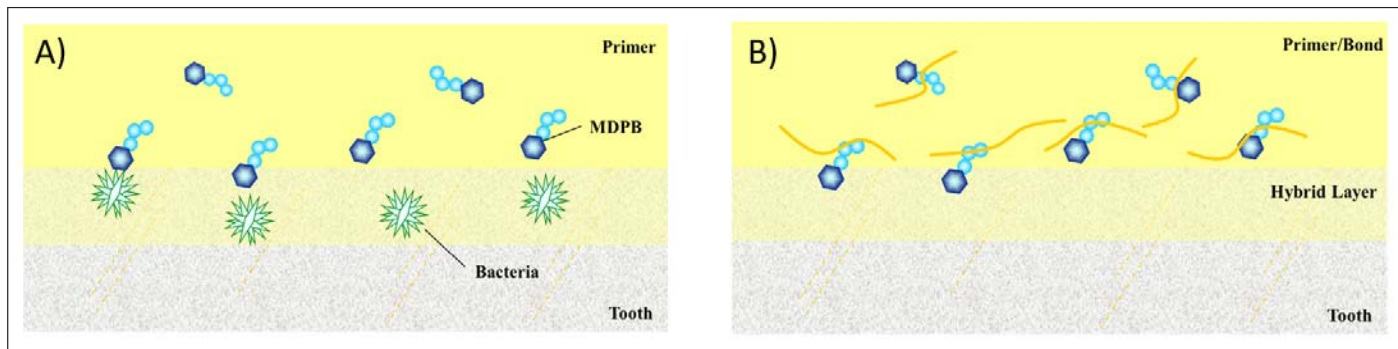 A)
Primer
MDPB
Bacteria
Tooth
B)
Primer/Bond
Hybrid Layer
Tooth